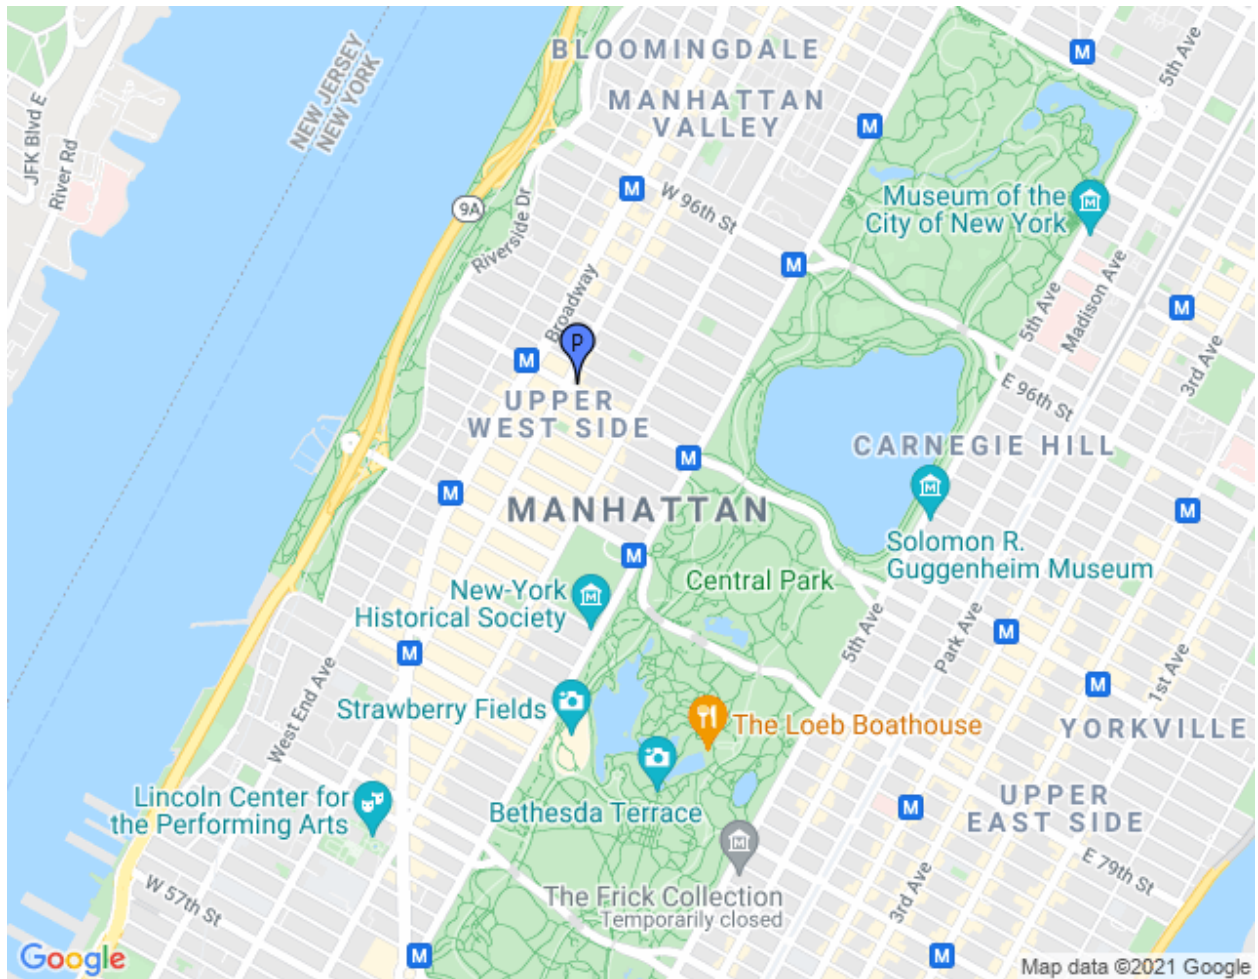 BLOOMINGDALE
MANHATTAN
VALLEY
5th Ave
M
M
JFK Blvd E
River Rd
NEW JERSEY
NEW YORK
9A
Riverside Dr
M
W 96th St
Museum of the
City of New York
M
Broadway
5th Ave
Madison Ave
M
3rd Ave
P
M
UPPER
WEST SIDE
E 96th St
CARNEGIE HILL
M
M
MANHATTAN
M
Solomon R.
Guggenheim Museum
M
Central Park
New-York
Historical Society
5th Ave
Park Ave
M
M
M
1st Ave
West End Ave
Strawberry Fields
The Loeb Boathouse
YORKVILLE
Lincoln Center for
the Performing Arts
Bethesda Terrace
M
UPPER
EAST SIDE
E 79th St
W 57th St
The Frick Collection
Temporarily closed
3rd Ave
M
M
Google
Map data ©2021 Google